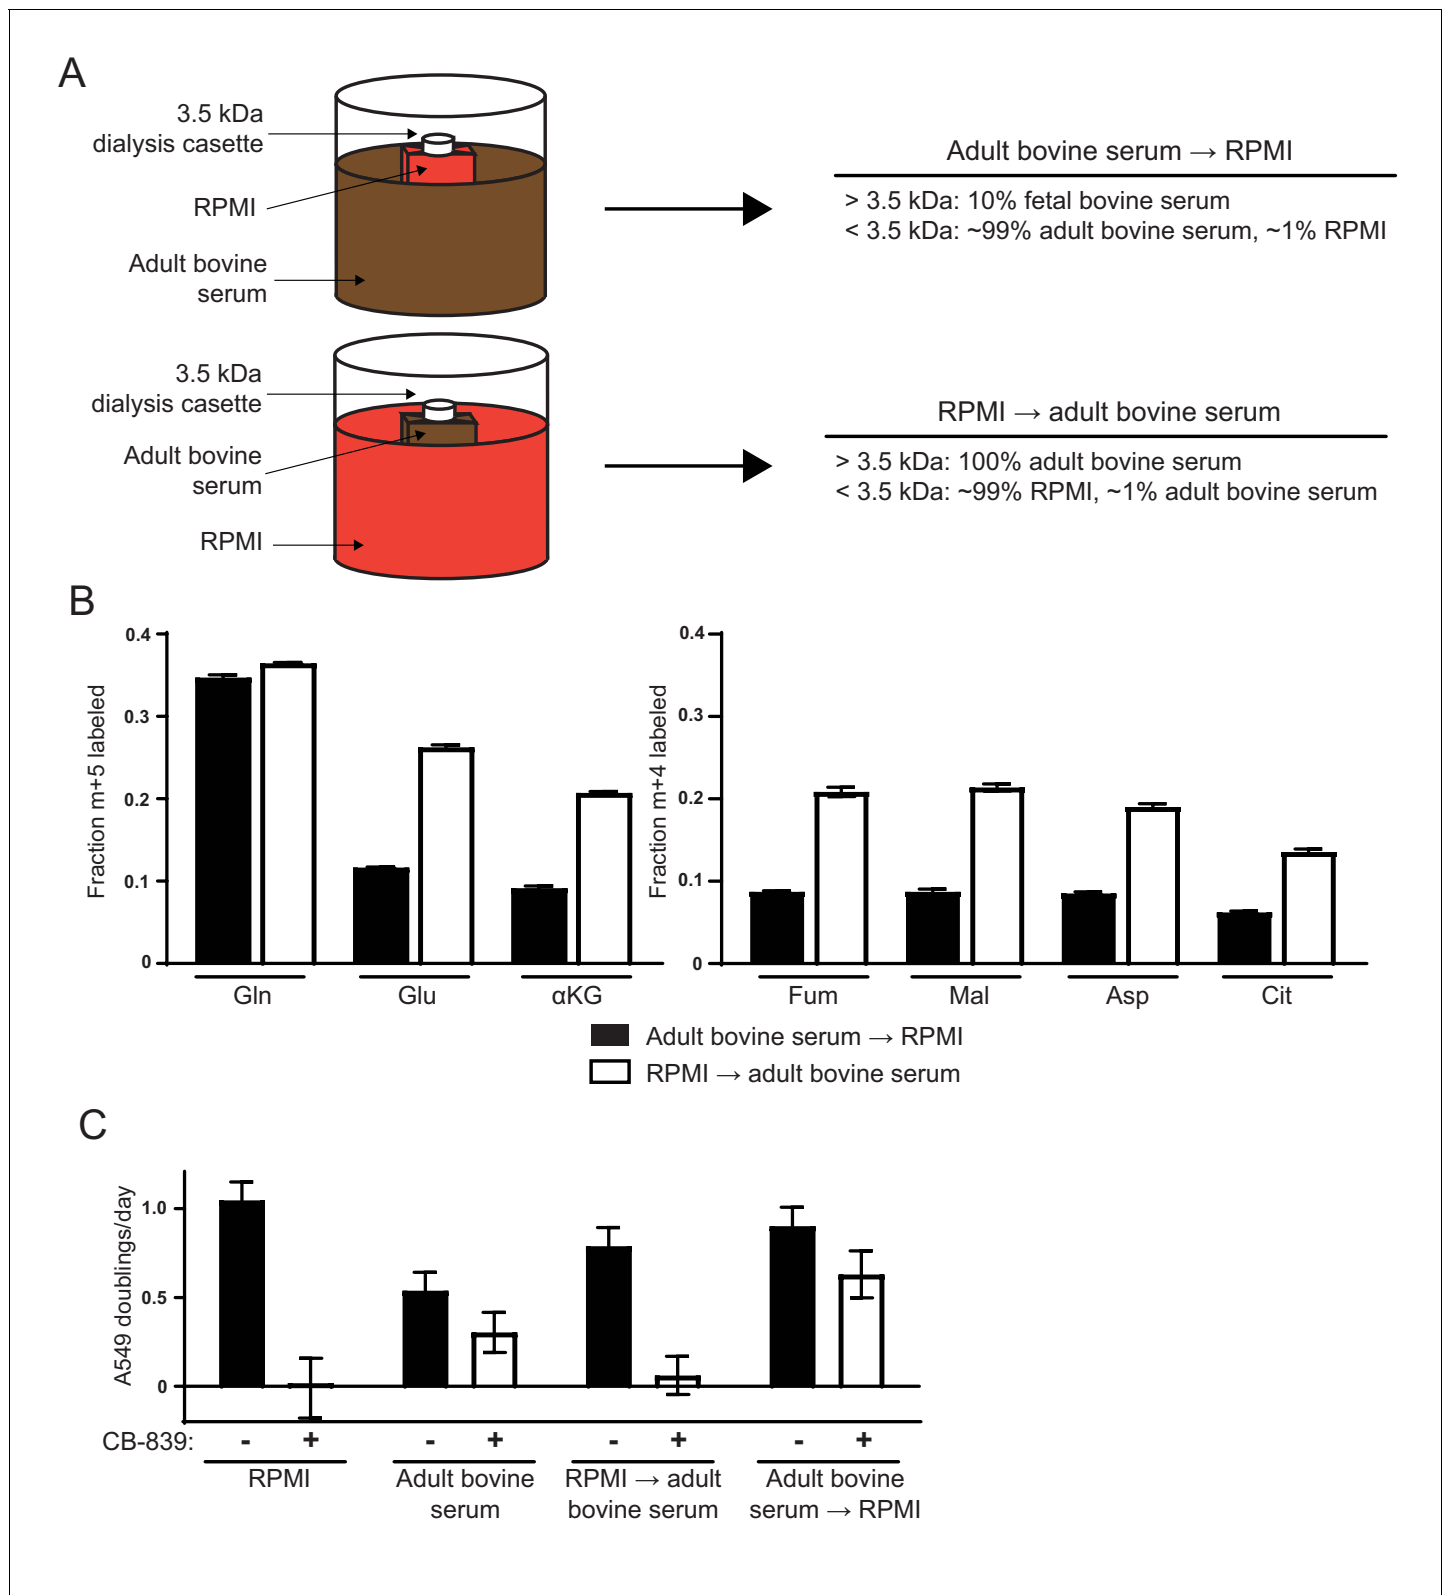 A
3.5 kDa
dialysis casette
RPMI
Adult bovine
serum
Adult bovine serum → RPMI
> 3.5 kDa: 10% fetal bovine serum
< 3.5 kDa: ~99% adult bovine serum, ~1% RPMI
3.5 kDa
dialysis casette
Adult bovine
serum
RPMI
RPMI → adult bovine serum
> 3.5 kDa: 100% adult bovine serum
< 3.5 kDa: ~99% RPMI, ~1% adult bovine serum
B
Fraction m+5 labeled
0.4
0.3
0.2
0.1
0
Gln Glu αKG
Fraction m+4 labeled
0.4
0.3
0.2
0.1
0
Fum Mal Asp Cit
Adult bovine serum → RPMI
RPMI → adult bovine serum
C
A549 doublings/day
1.0
0.5
0
CB-839: - + - + - + - +
RPMI
Adult bovine
serum
RPMI → adult
bovine serum
Adult bovine
serum → RPMI